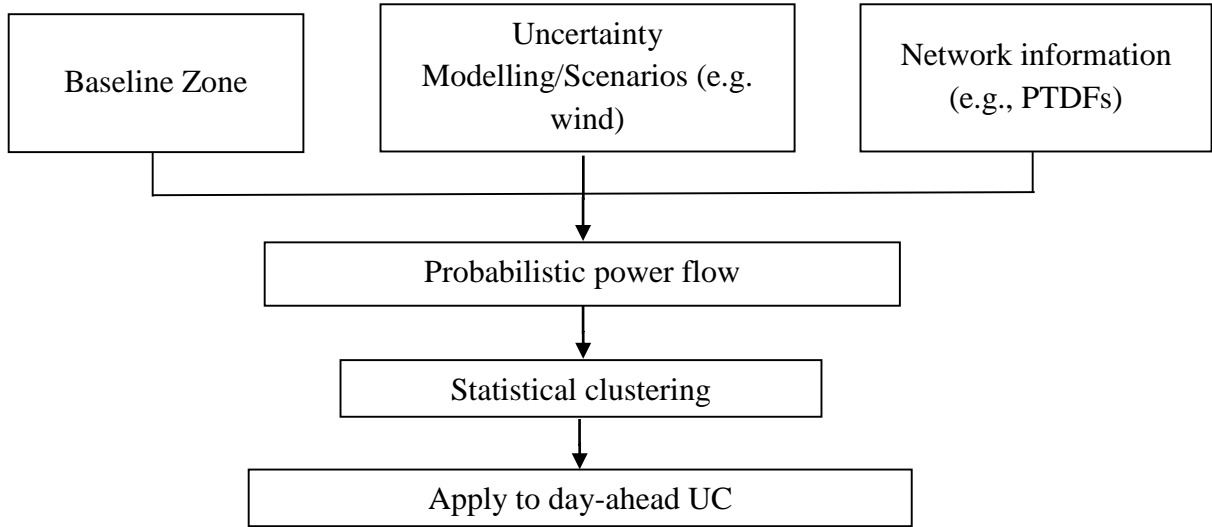 Baseline Zone
Uncertainty
Modelling/Scenarios (e.g.
wind)
Network information
(e.g., PTDFs)
Probabilistic power flow
Statistical clustering
Apply to day-ahead UC